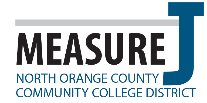 MEASURE J
NORTH ORANGE COUNTY
COMMUNITY COLLEGE DISTRICT